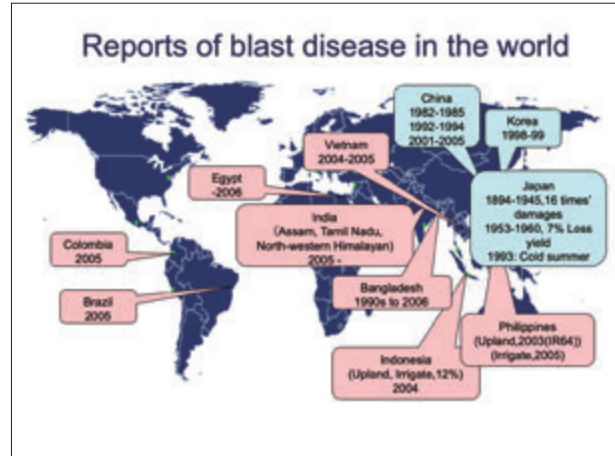 Reports of blast disease in the world
China
1982-1985
1992-1994
2001-2005
Korea
1998-99
Vietnam
2004-2005
Egypt
-2006
Japan
1894-1945,16 times'
damages
1953-1960, 7% Loss
yield
1993: Cold summer
India
(Assam, Tamil Nadu,
North-western Himalayan)
2005 -
Colombia
2005
Bangladesh
1990s to 2006
Brazil
2005
Philippines
(Upland,2003(IR64))
(Irrigate,2005)
Indonesia
(Upland, Irrigate,12%)
2004